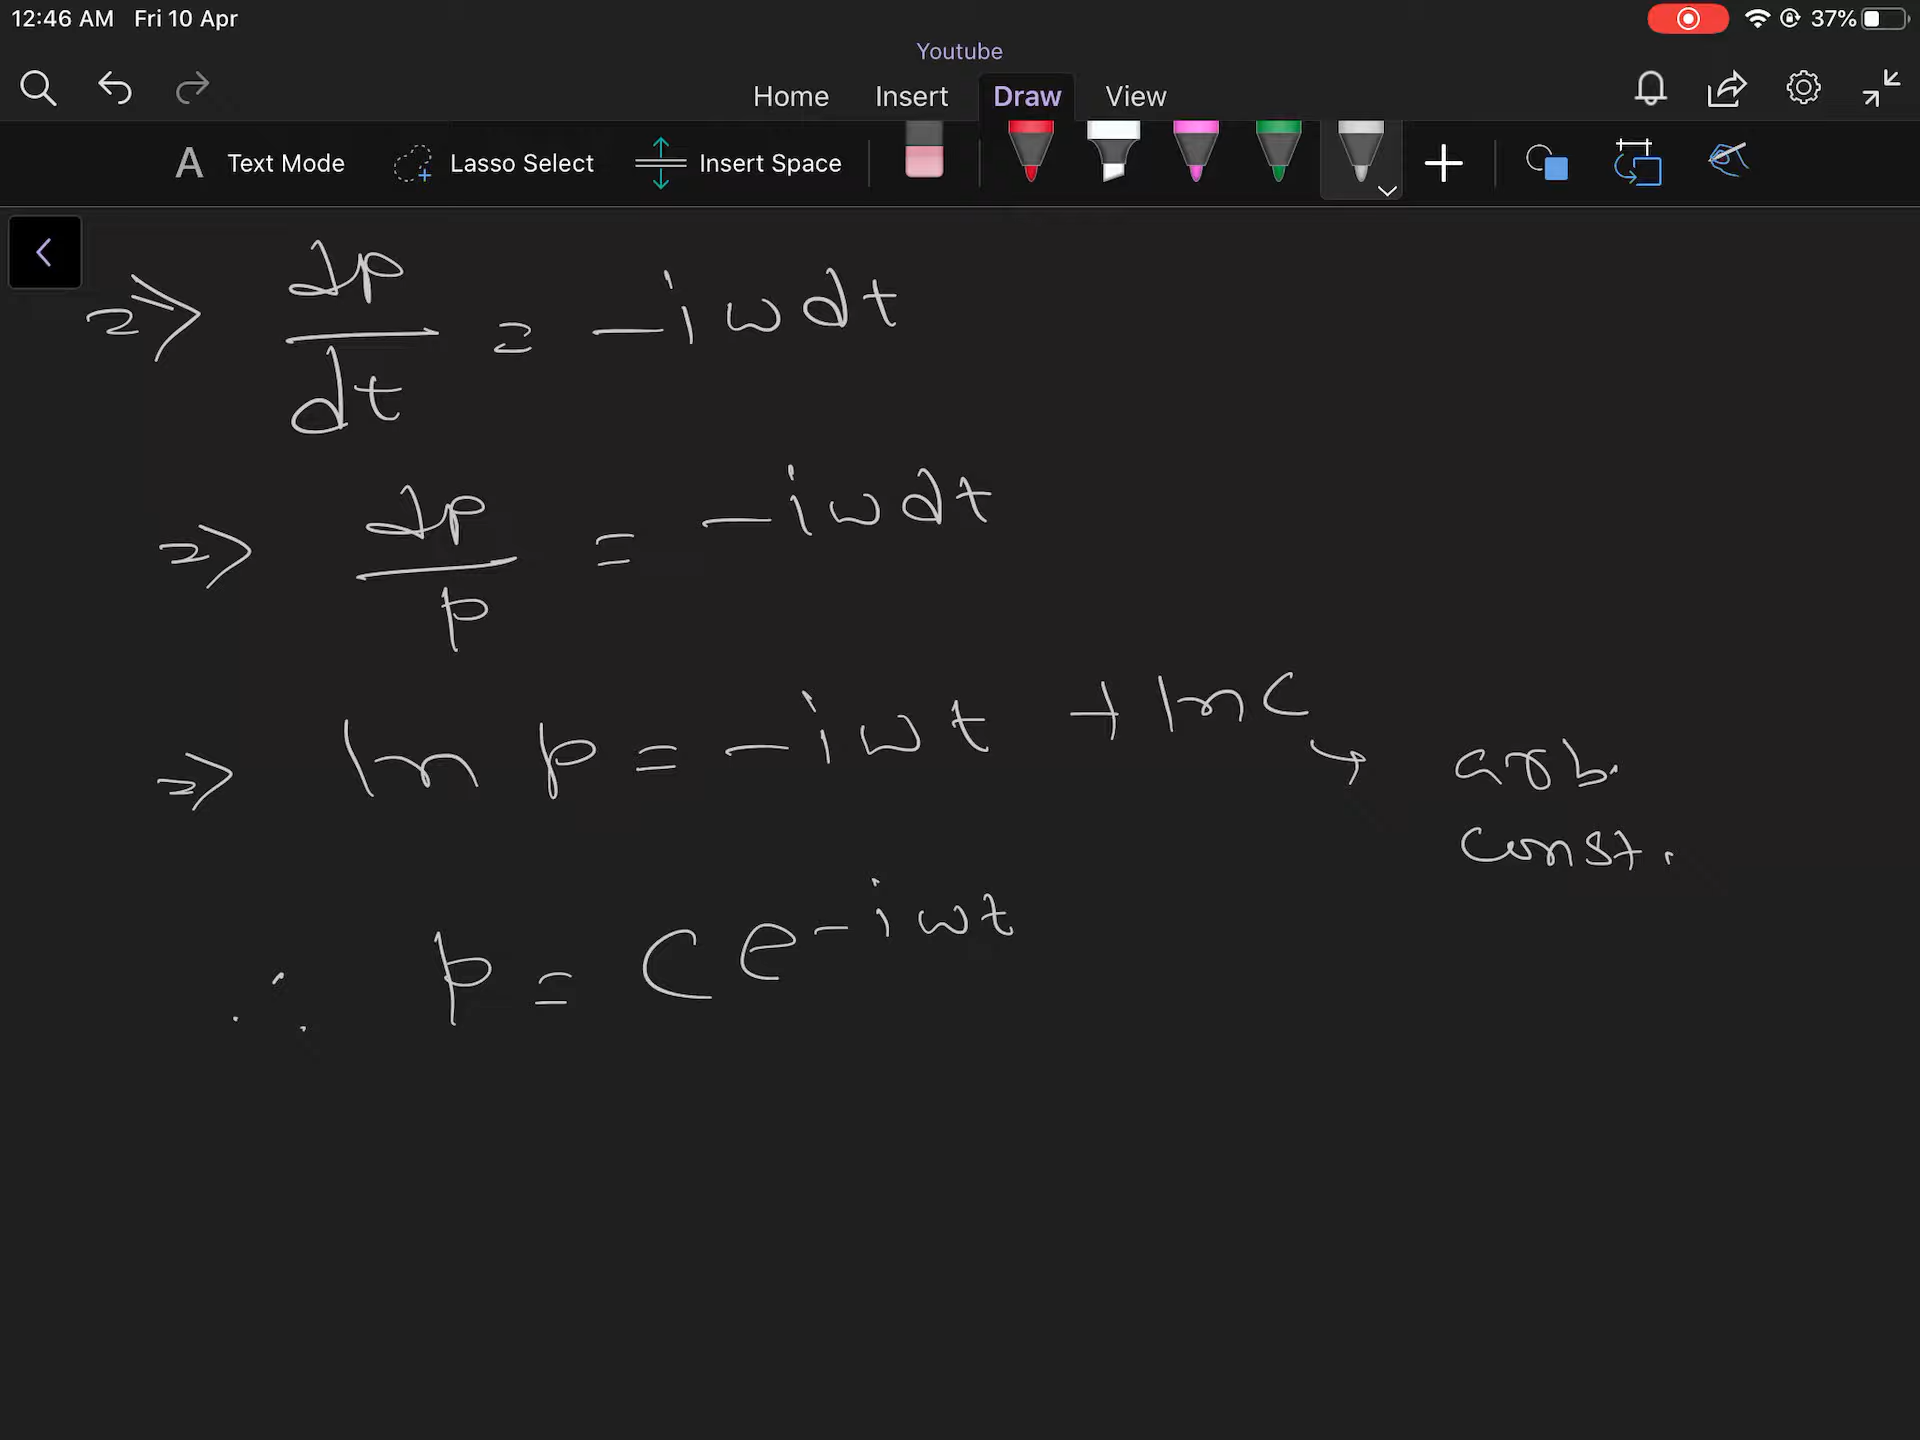 12:46 AM Fri 10 Apr 37%
Youtube
Home Insert Draw View
A Text Mode Lasso Select Insert Space
⇒ dp/dt = -iωdt
⇒ dp/p = -iωdt
⇒ ln p = -iωt + ln C → arb. const.
∴ p = C e^{-iωt}